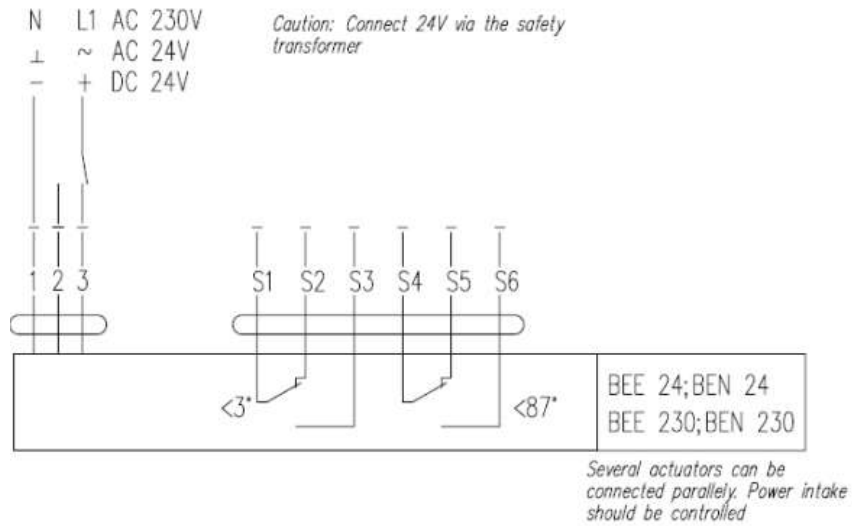 N L1 AC 230V
⊥ ~ AC 24V
− + DC 24V
Caution: Connect 24V via the safety
transformer
1 2 3 S1 S2 S3 S4 S5 S6
<3° <87°
BEE 24;BEN 24
BEE 230;BEN 230
Several actuators can be
connected parallely. Power intake
should be controlled